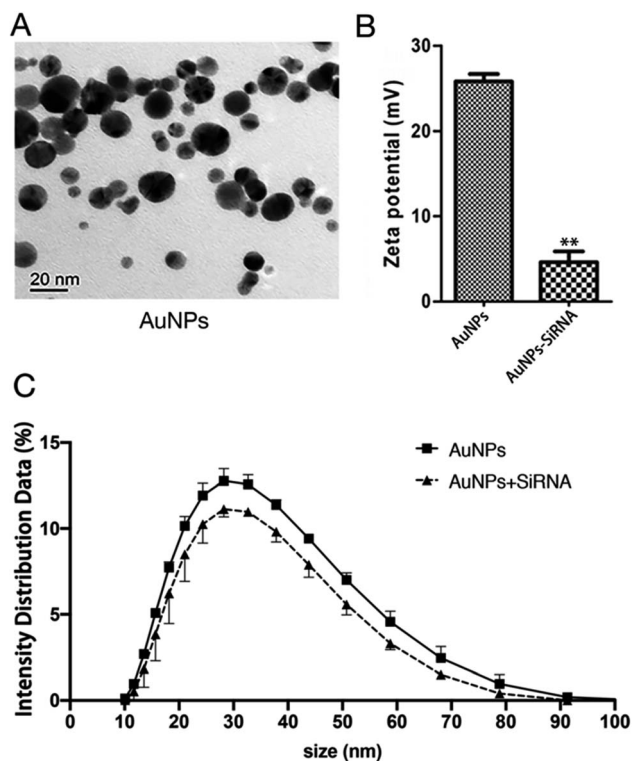 A
20 nm
AuNPs
B
Zeta potential (mV)
30
20
10
0
AuNPs
AuNPs-SiRNA
**
C
Intensity Distribution Data (%)
15
10
5
0
AuNPs
AuNPs+SiRNA
0 10 20 30 40 50 60 70 80 90 100
size (nm)